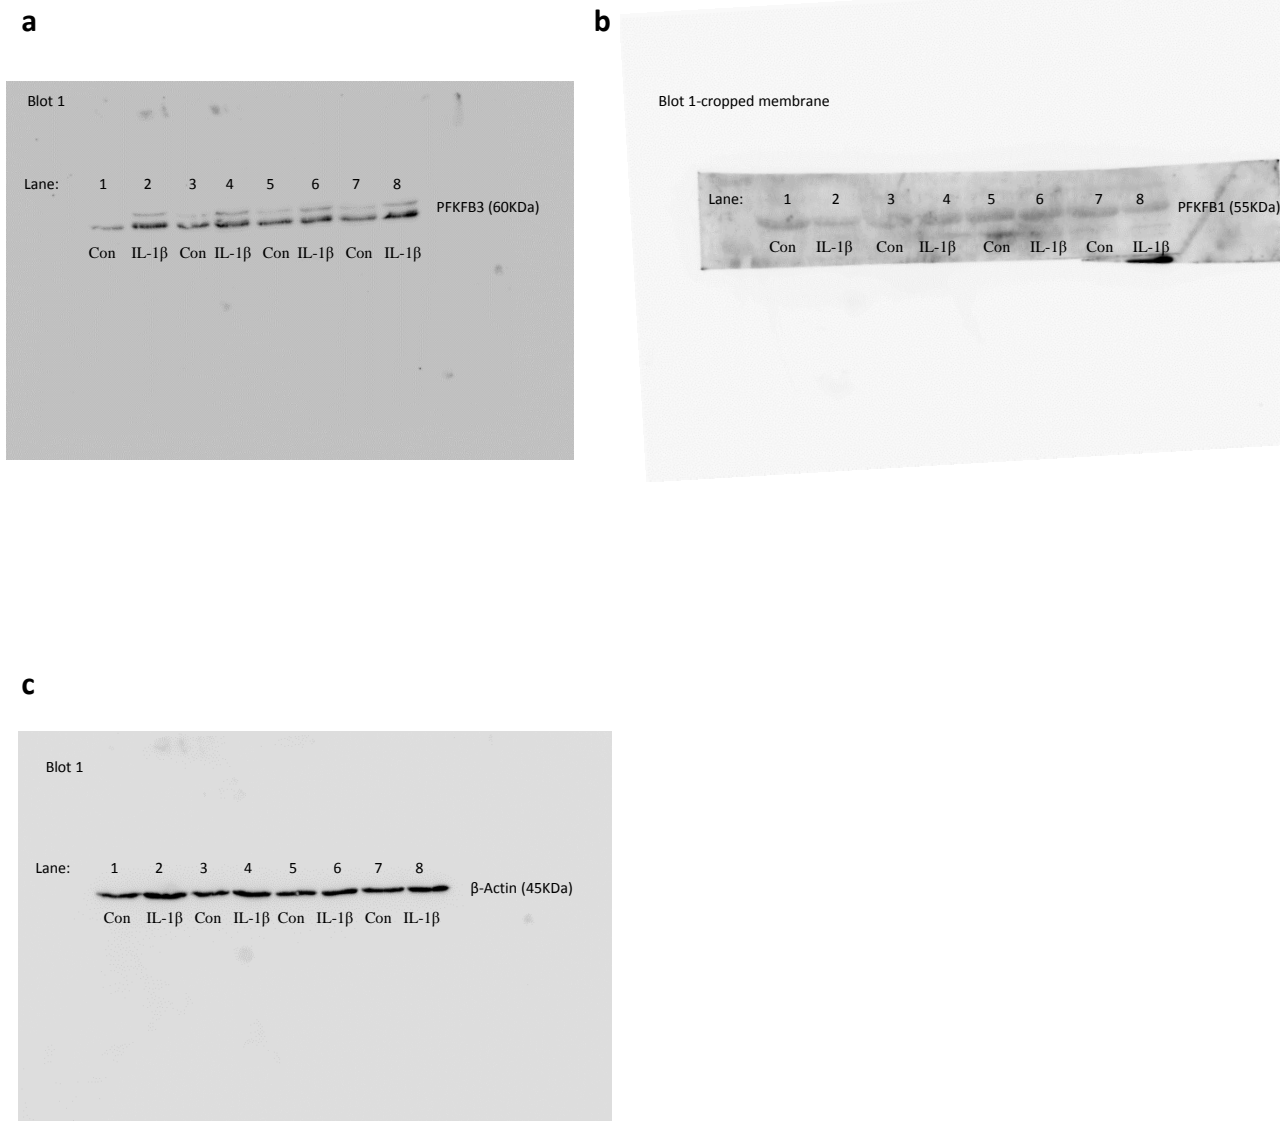 a
Blot 1
Lane: 1 2 3 4 5 6 7 8
PFKFB3 (60KDa)
Con IL-1β Con IL-1β Con IL-1β Con IL-1β
b
Blot 1-cropped membrane
Lane: 1 2 3 4 5 6 7 8
PFKFB1 (55KDa)
Con IL-1β Con IL-1β Con IL-1β Con IL-1β
c
Blot 1
Lane: 1 2 3 4 5 6 7 8
β-Actin (45KDa)
Con IL-1β Con IL-1β Con IL-1β Con IL-1β